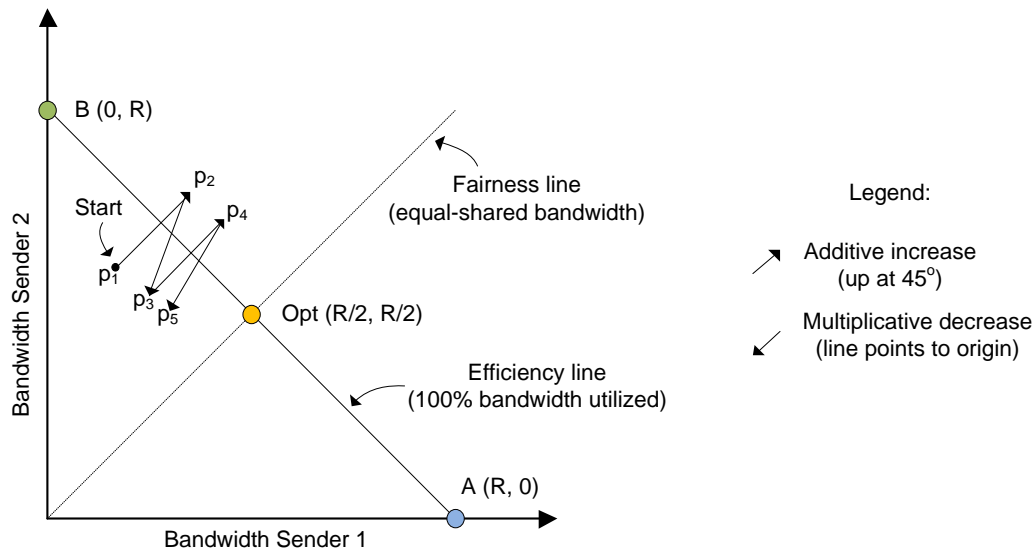 B (0, R)
p2
Start
p4
p1
p3
p5
Fairness line
(equal-shared bandwidth)
Opt (R/2, R/2)
Efficiency line
(100% bandwidth utilized)
A (R, 0)
Bandwidth Sender 2
Bandwidth Sender 1
Legend:
Additive increase
(up at 45o)
Multiplicative decrease
(line points to origin)